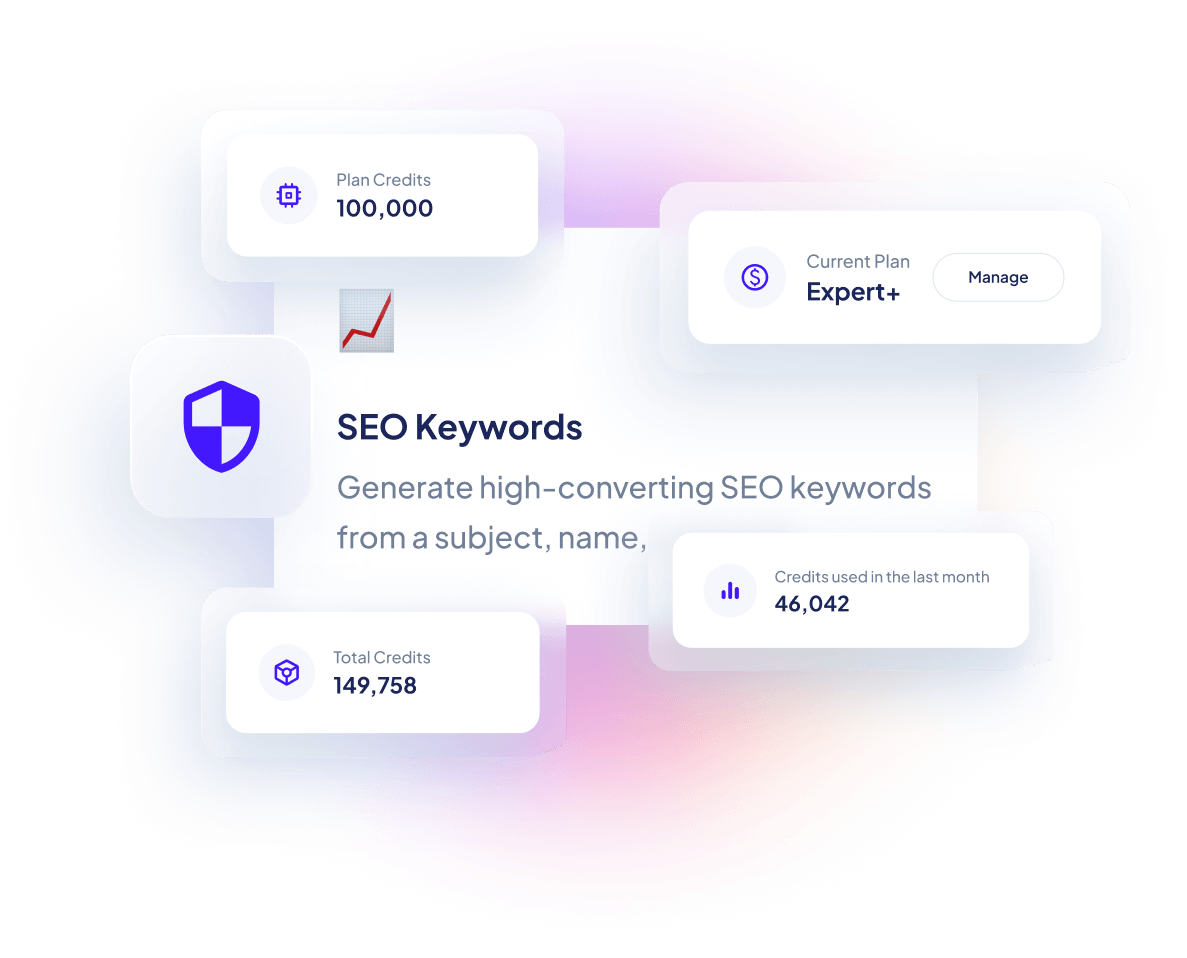 Plan Credits
100,000
Current Plan
Expert+
Manage
SEO Keywords
Generate high-converting SEO keywords
from a subject, name,
Credits used in the last month
46,042
Total Credits
149,758